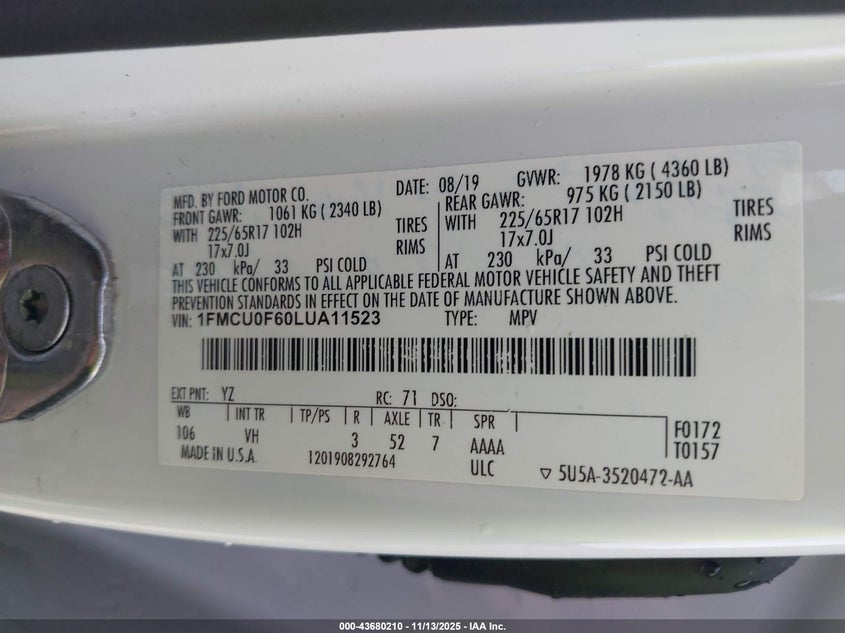 MFD. BY FORD MOTOR CO. DATE: 08/19 GVWR: 1978 KG ( 4360 LB)
FRONT GAWR: 1061 KG ( 2340 LB) REAR GAWR: 975 KG ( 2150 LB)
WITH 225/65R17 102H TIRES WITH 225/65R17 102H TIRES
17x7.0J RIMS 17x7.0J RIMS
AT 230 kPa/ 33 PSI COLD AT 230 kPa/ 33 PSI COLD
THIS VEHICLE CONFORMS TO ALL APPLICABLE FEDERAL MOTOR VEHICLE SAFETY AND THEFT
PREVENTION STANDARDS IN EFFECT ON THE DATE OF MANUFACTURE SHOWN ABOVE.
VIN: 1FMCU0F60LUA11523 TYPE: MPV
EXT PNT: YZ RC: 71 DSO:
WB INT TR TP/PS R AXLE TR SPR F0172
106 VH 3 52 7 AAAA T0157
MADE IN U.S.A. 1201908292764 ULC ▽ 5U5A-3520472-AA
000-43680210 - 11/13/2025 - IAA Inc.